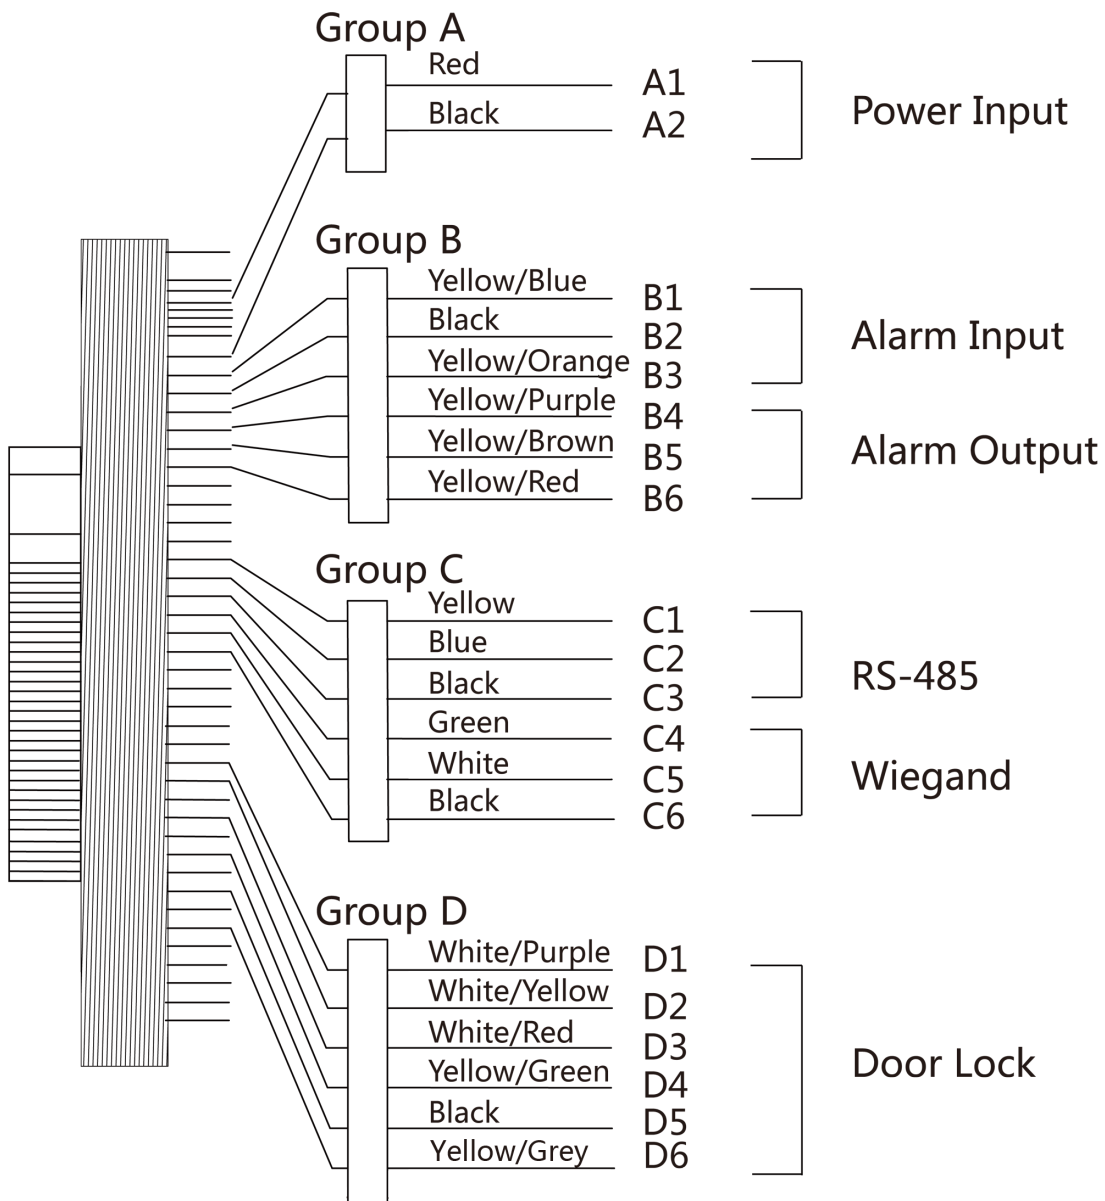 Group A
Red A1
Black A2
Power Input
Group B
Yellow/Blue B1
Black B2
Yellow/Orange B3
Alarm Input
Yellow/Purple B4
Yellow/Brown B5
Yellow/Red B6
Alarm Output
Group C
Yellow C1
Blue C2
Black C3
RS-485
Green C4
White C5
Black C6
Wiegand
Group D
White/Purple D1
White/Yellow D2
White/Red D3
Yellow/Green D4
Black D5
Yellow/Grey D6
Door Lock